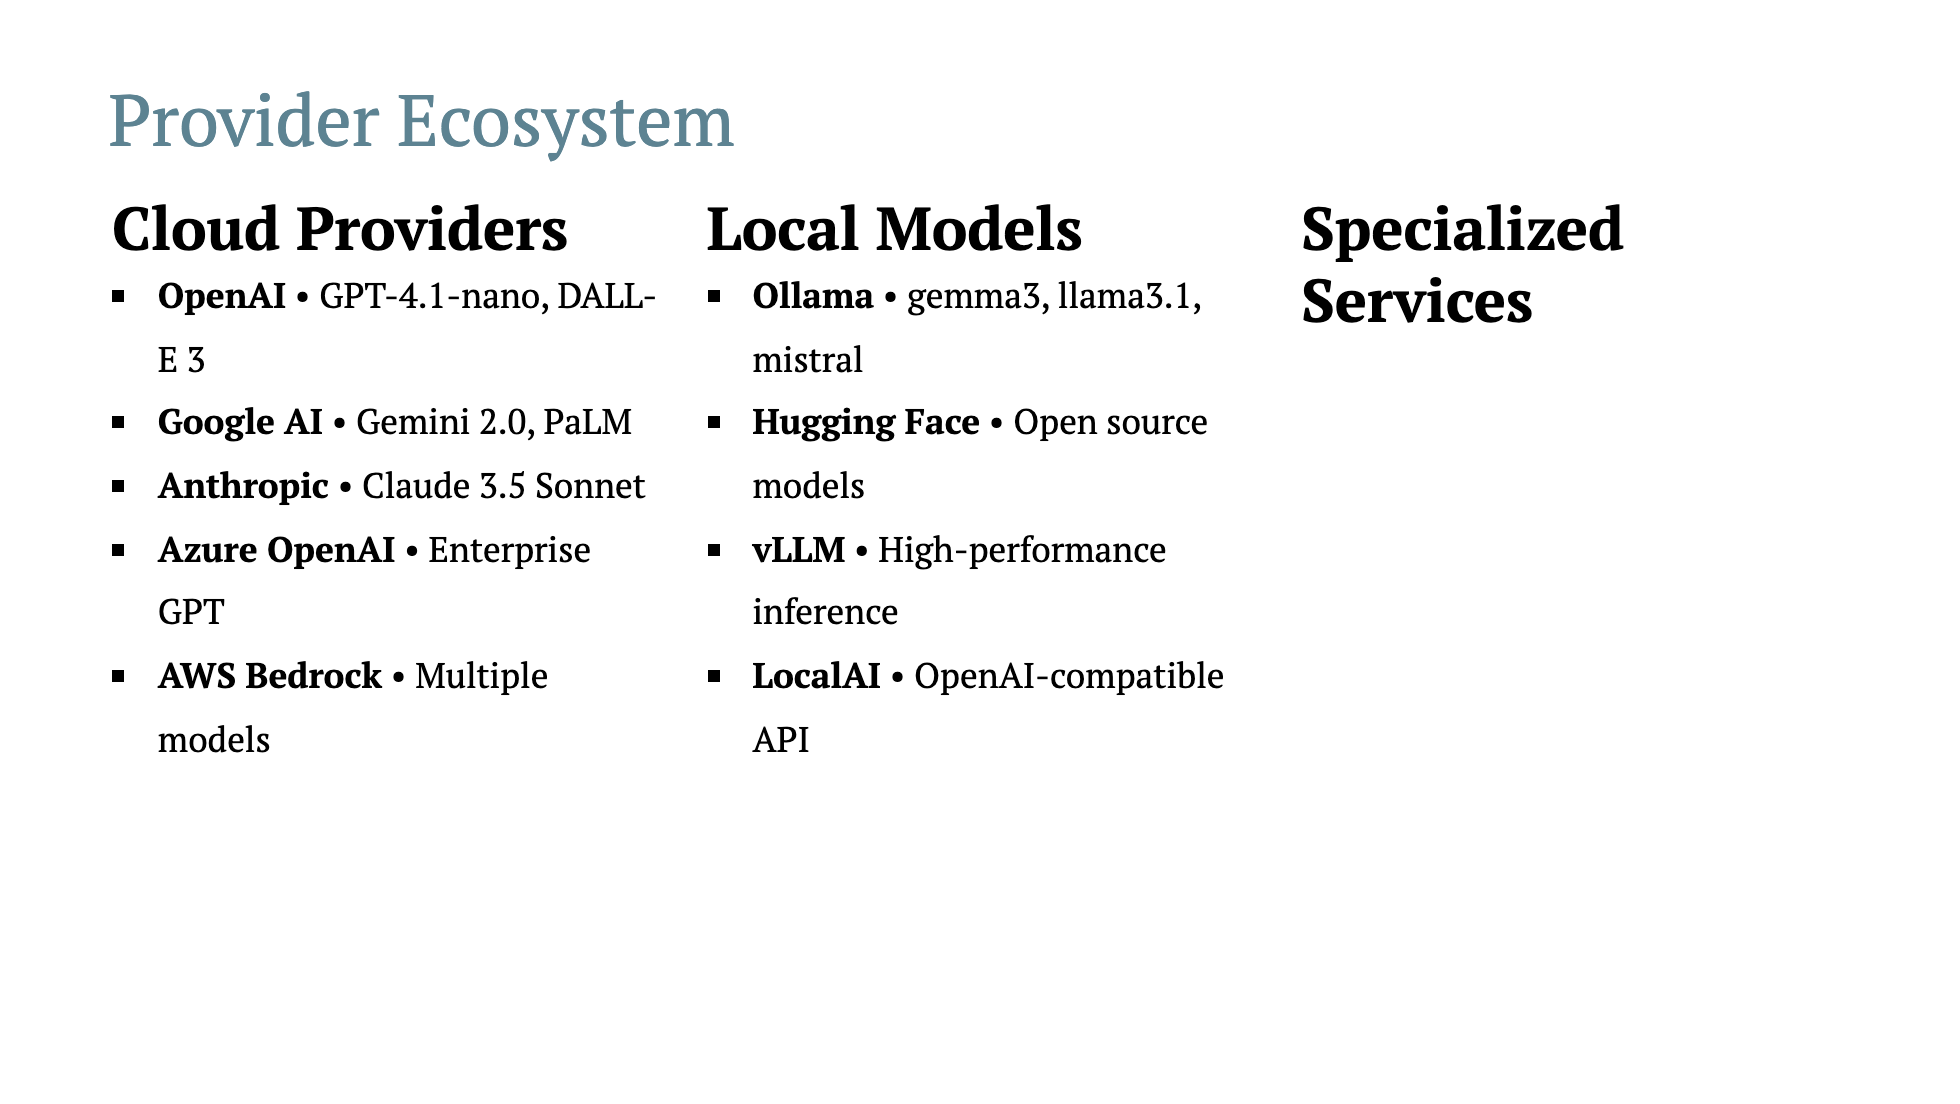 Provider Ecosystem
Cloud Providers
▪ OpenAI • GPT-4.1-nano, DALL-
E 3
▪ Google AI • Gemini 2.0, PaLM
▪ Anthropic • Claude 3.5 Sonnet
▪ Azure OpenAI • Enterprise
GPT
▪ AWS Bedrock • Multiple
models
Local Models
▪ Ollama • gemma3, llama3.1,
mistral
▪ Hugging Face • Open source
models
▪ vLLM • High-performance
inference
▪ LocalAI • OpenAI-compatible
API
Specialized
Services